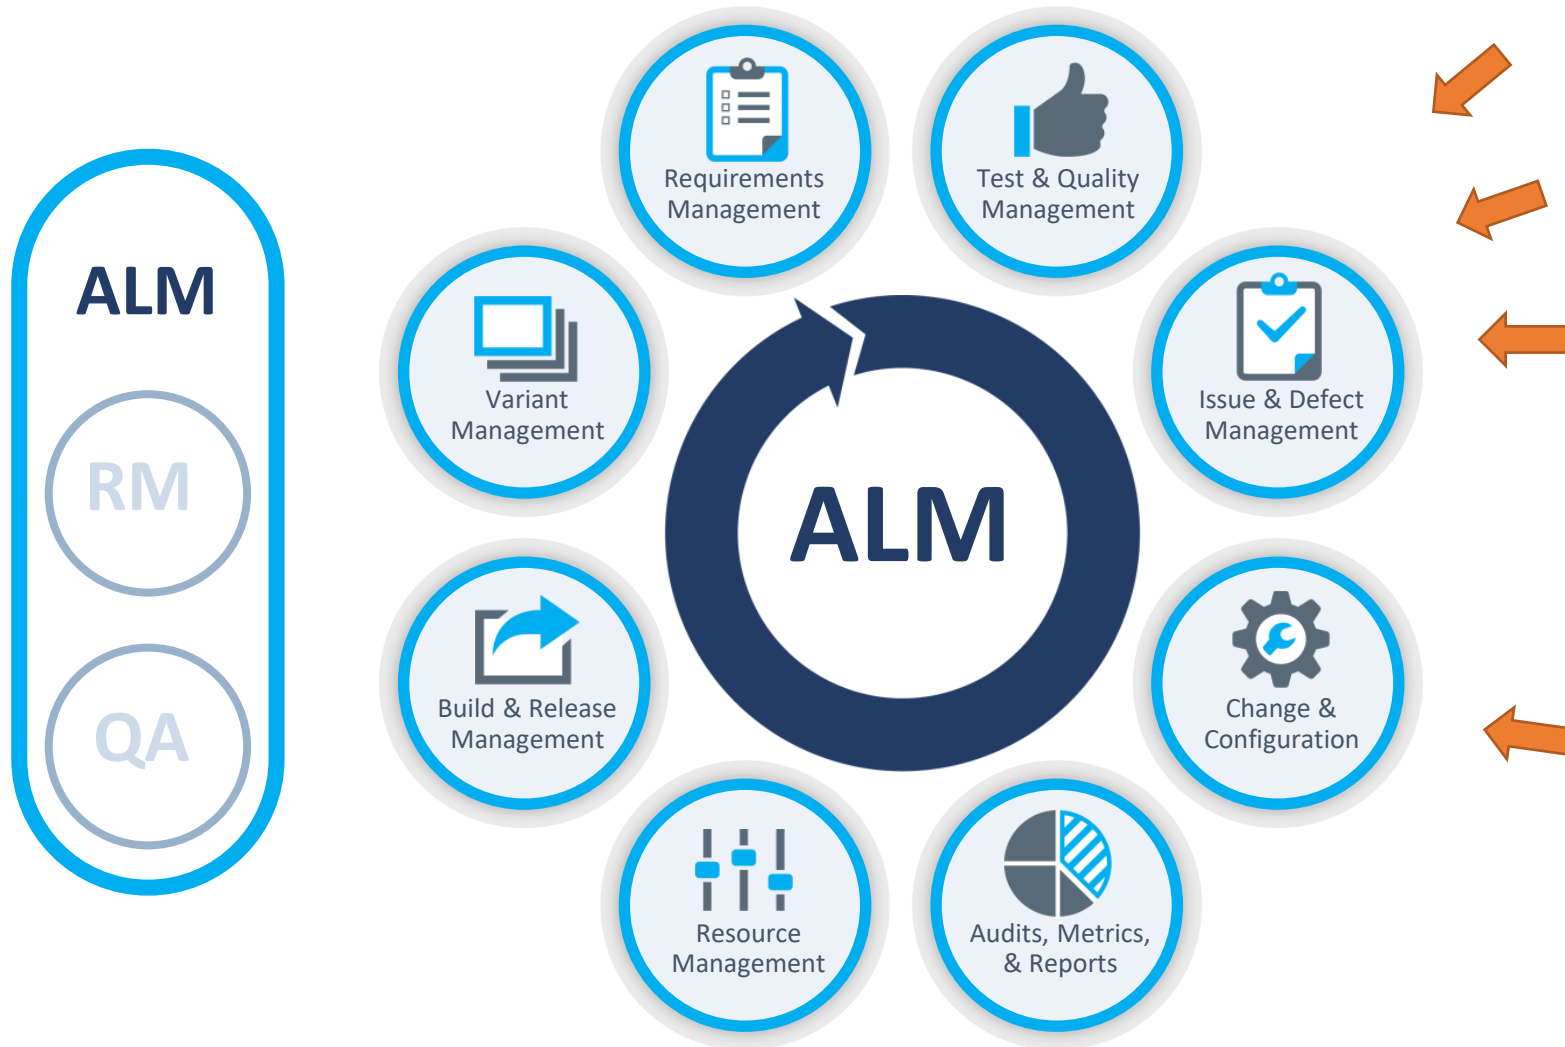 ALM
RM
QA
Requirements
Management
Test & Quality
Management
Variant
Management
Issue & Defect
Management
ALM
Build & Release
Management
Change &
Configuration
Resource
Management
Audits, Metrics,
& Reports